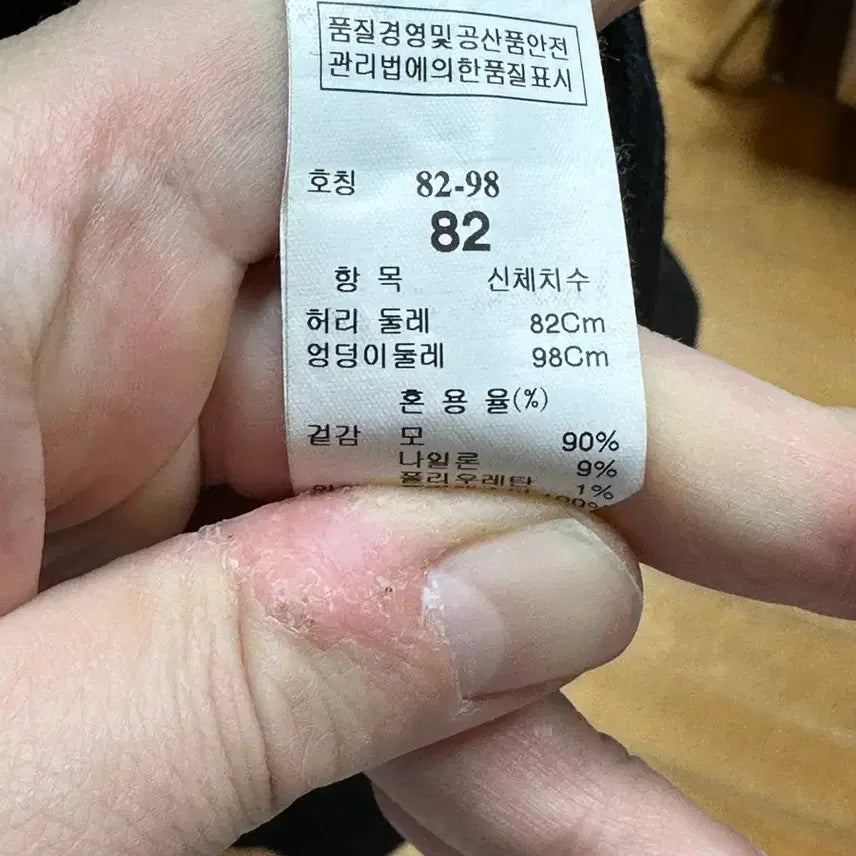 품질경영및공산품안전
관리법에의한품질표시
호칭 82-98
82
항 목 신체치수
허리 둘레 82Cm
엉덩이둘레 98Cm
혼 용 율(%)
겉감 모 90%
나일론 9%
폴리우레탄 1%